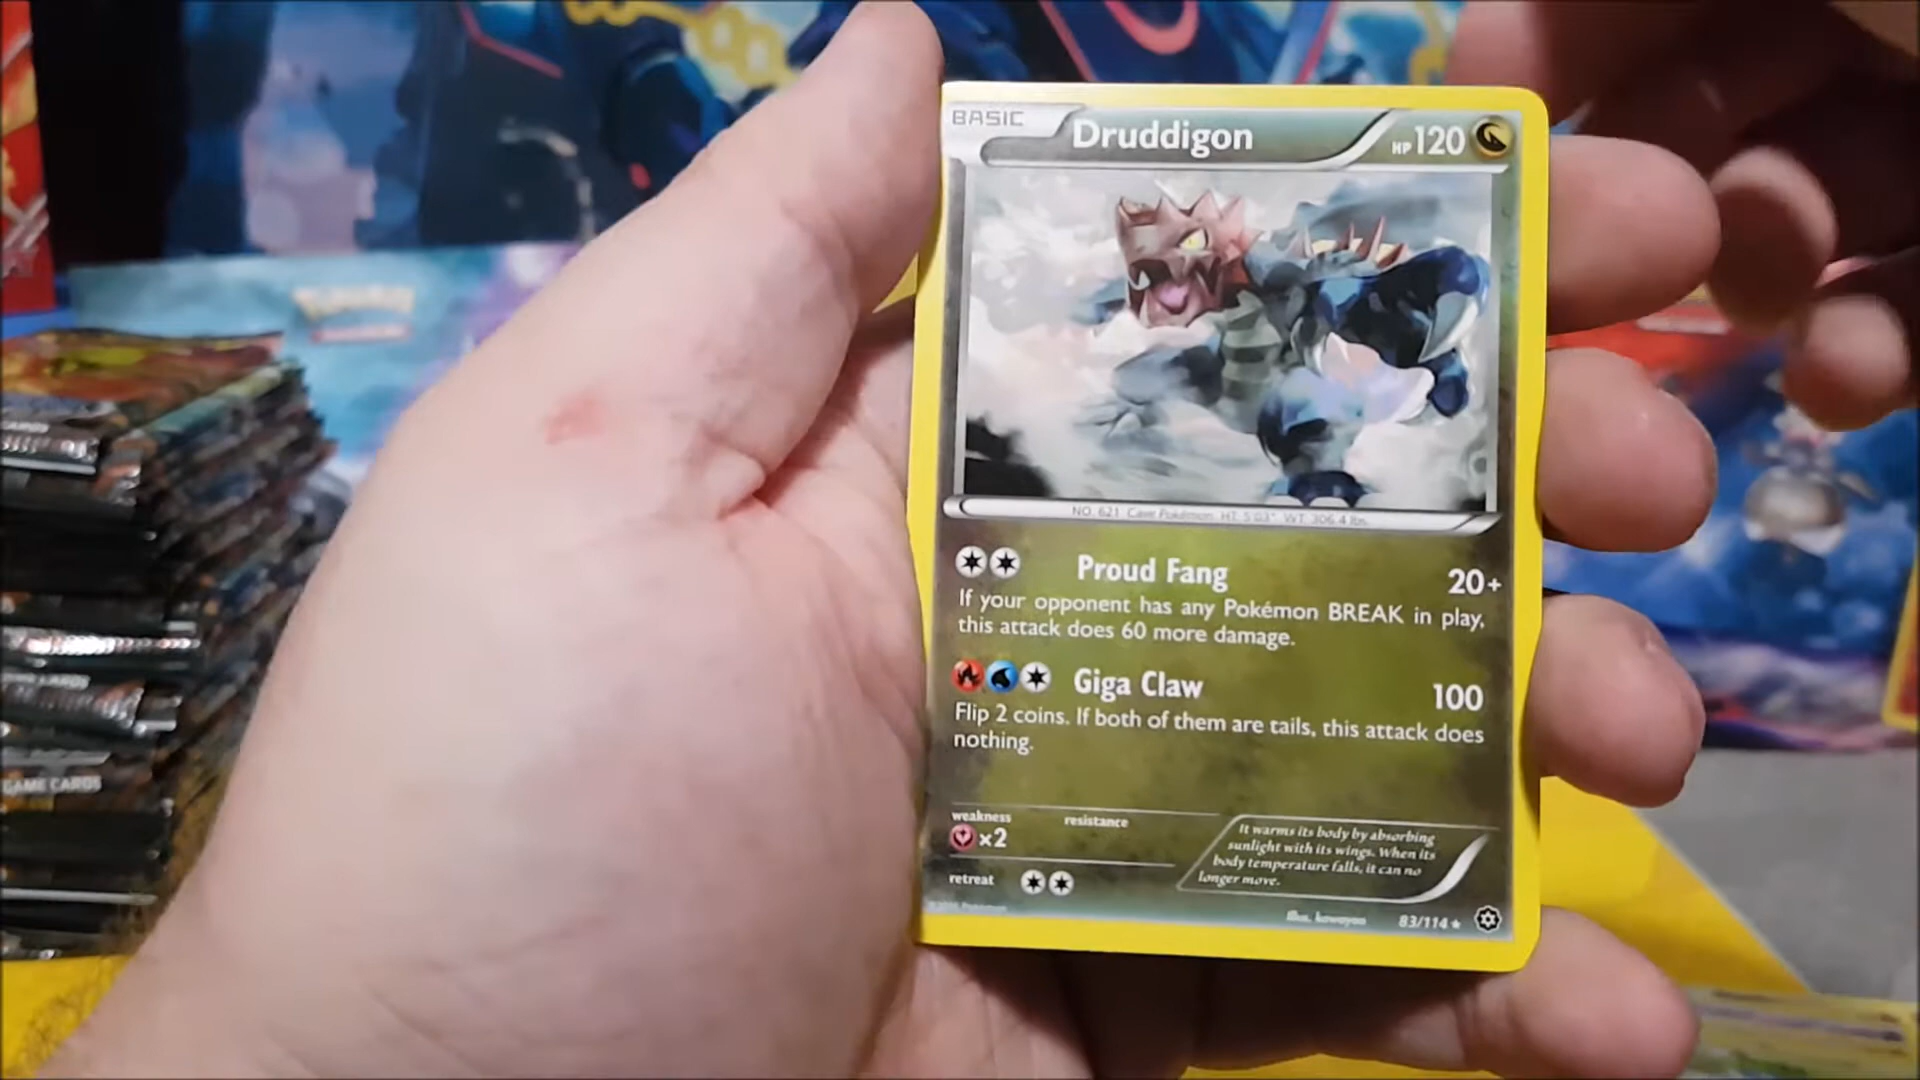 BASIC Druddigon HP 120
NO. 621 Cave Pokémon HT: 5'03" WT: 306.4 lbs.
Proud Fang 20+
If your opponent has any Pokémon BREAK in play,
this attack does 60 more damage.
Giga Claw 100
Flip 2 coins. If both of them are tails, this attack does
nothing.
weakness resistance
×2
retreat
It warms its body by absorbing
sunlight with its wings. When its
body temperature falls, it can no
longer move.
Illus. kawayoo 83/114 ★
POKÉMON
GAME CARDS